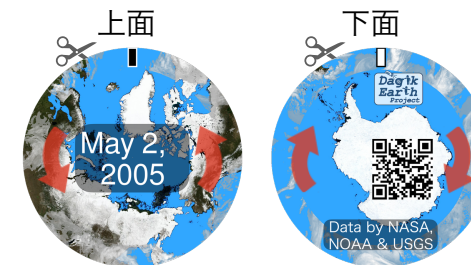 上面
下面
May 2,
2005
Dagik
Earth
Project
Data by NASA,
NOAA & USGS